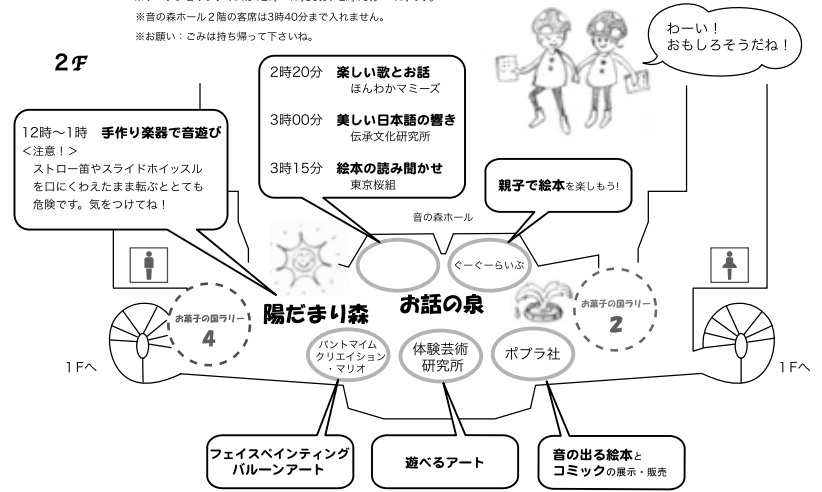 ※音の森ホール２階の客席は3時40分まで入れません。
※お願い：ごみは持ち帰って下さいね。
わーい！
おもしろそうだね！
2F
2時20分　楽しい歌とお話
ほんわかマミーズ
3時00分　美しい日本語の響き
伝承文化研究所
3時15分　絵本の読み聞かせ
東京桜組
12時〜1時　手作り楽器で音遊び
＜注意！＞
ストロー笛やスライドホイッスル
を口にくわえたまま転ぶととても
危険です。気をつけてね！
親子で絵本を楽しもう!
音の森ホール
ぐーぐーらいぶ
お菓子の国ラリー
4
陽だまり森
お話の泉
お菓子の国ラリー
2
パントマイム
クリエイション
・マリオ
体験芸術
研究所
ポプラ社
１Fへ
１Fへ
フェイスペインティング
バルーンアート
遊べるアート
音の出る絵本と
コミックの展示・販売